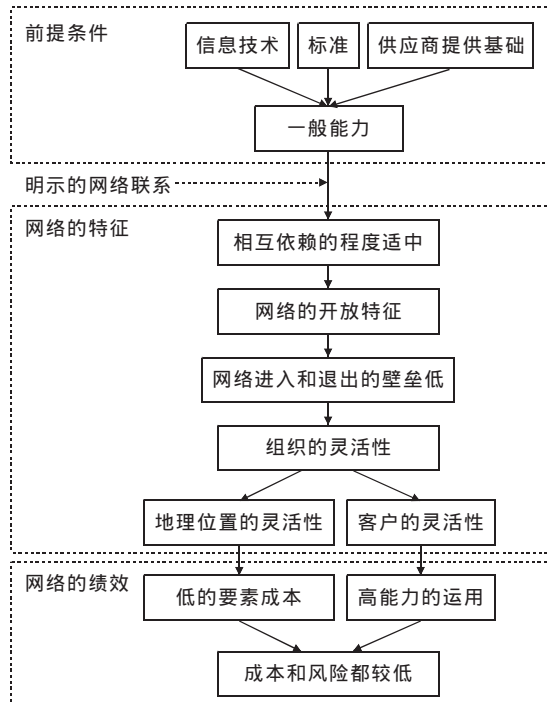 前提条件
信息技术
标准
供应商提供基础
一般能力
明示的网络联系
网络的特征
相互依赖的程度适中
网络的开放特征
网络进入和退出的壁垒低
组织的灵活性
地理位置的灵活性
客户的灵活性
网络的绩效
低的要素成本
高能力的运用
成本和风险都较低